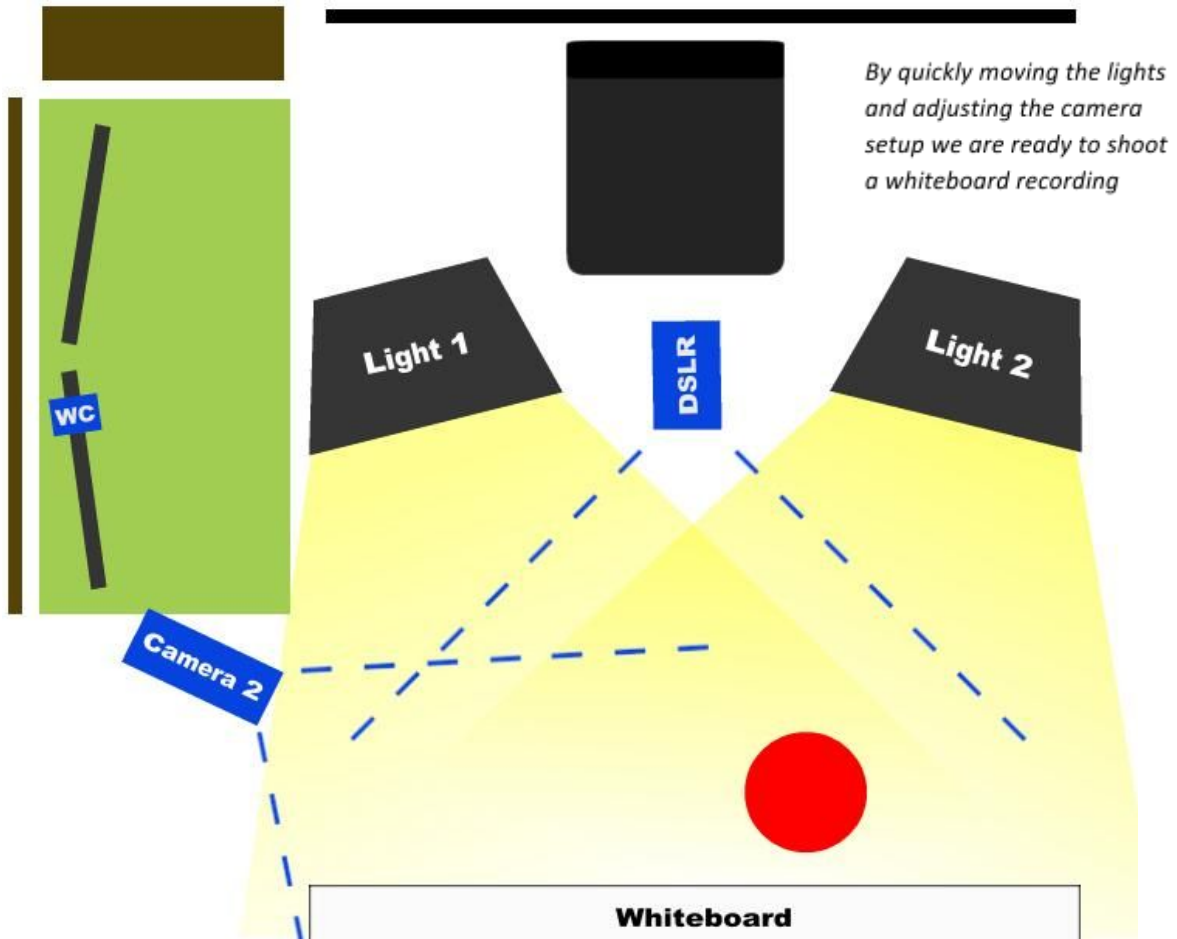 By quickly moving the lights
and adjusting the camera
setup we are ready to shoot
a whiteboard recording
Light 1
DSLR
Light 2
WC
Camera 2
Whiteboard